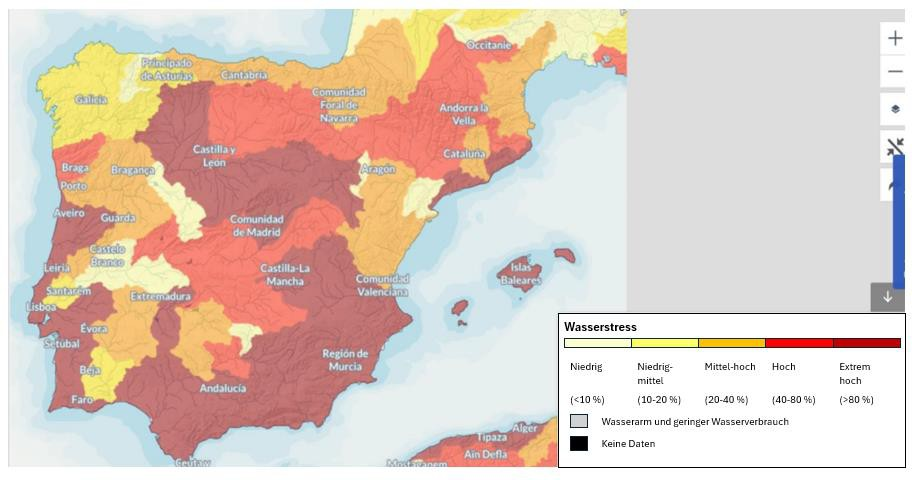 Occitanie
Principado
de Asturias
Cantabria
Comunidad
Foral de
Navarra
Galicia
Andorra la
Vella
Castilla y
León
Cataluña
Braga
Bragança
Aragón
Porto
Aveiro
Guarda
Comunidad
de Madrid
Castelo
Branco
Leiria
Castilla-La
Mancha
Islas
Baleares
Comunidad
Valenciana
Santarém
Extremadura
Lisboa
Évora
Setúbal
Región de
Murcia
Beja
Andalucía
Faro
Ceuta y
Mostaganem
Tipaza
Alger
Ain Defla
Wasserstress
Niedrig
Niedrig-
mittel
Mittel-hoch
Hoch
Extrem
hoch
(<10 %)
(10-20 %)
(20-40 %)
(40-80 %)
(>80 %)
Wasserarm und geringer Wasserverbrauch
Keine Daten